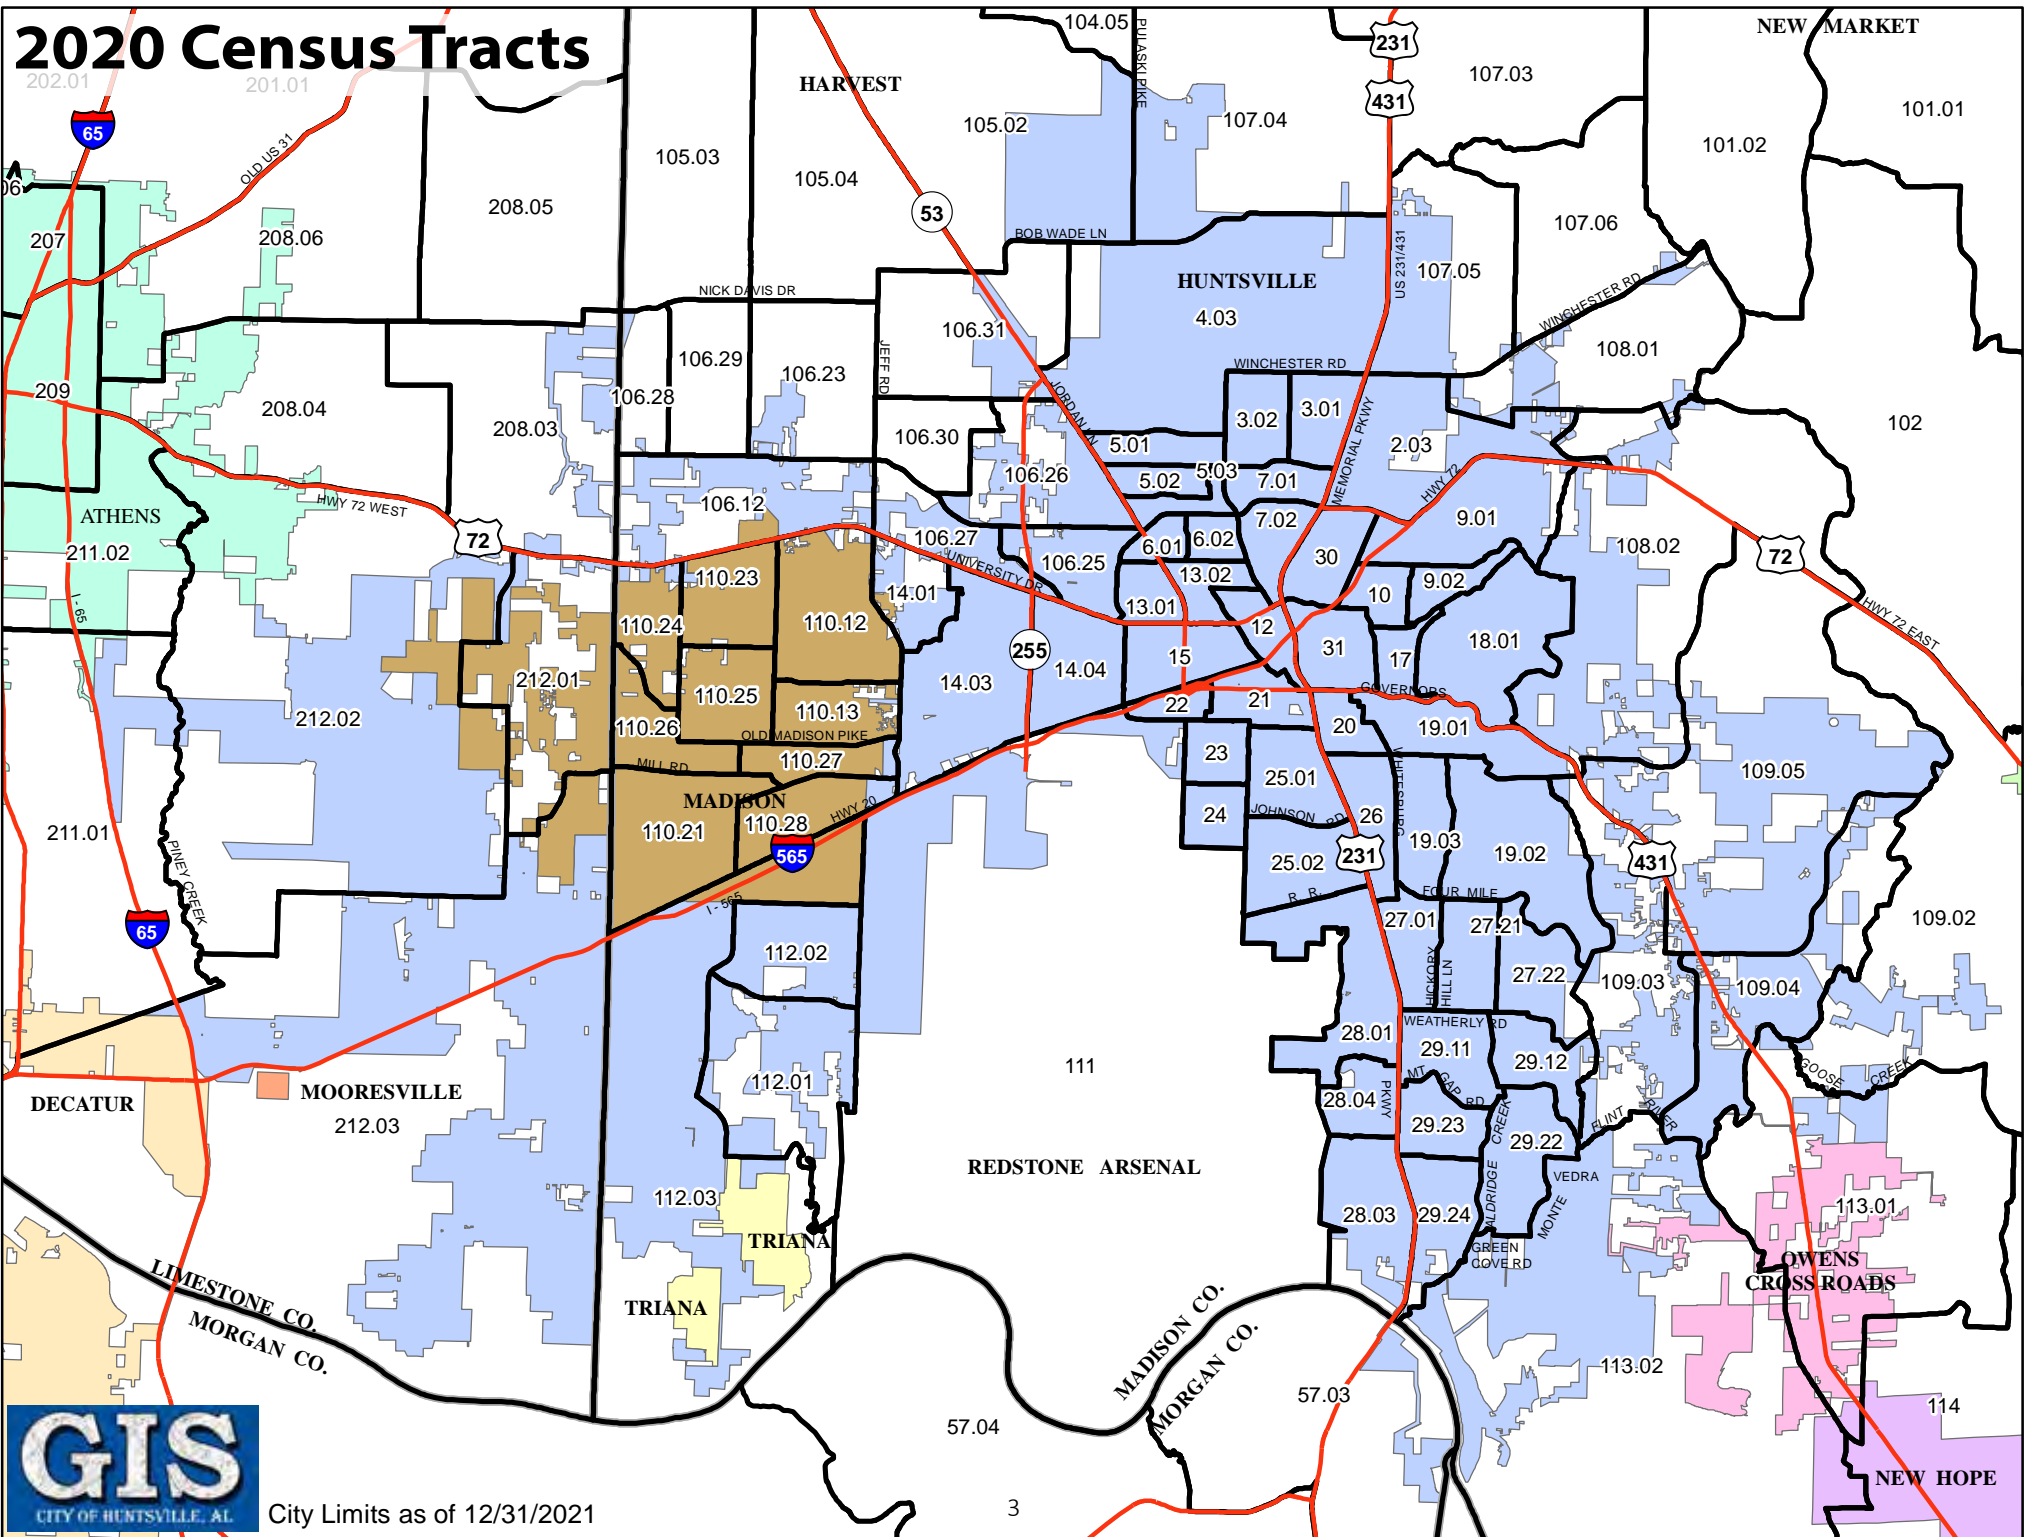 2020 Census Tracts
202.01
201.01
104.05
PULASKI PIKE
231
NEW MARKET
HARVEST
107.03
431
101.01
65
105.02
107.04
101.02
OLD US 31
105.03
105.04
06
208.05
53
207
208.06
BOB WADE LN
107.06
US 231/431
107.05
HUNTSVILLE
4.03
NICK DAVIS DR
WINCHESTER RD
106.31
106.29
JEFF RD
106.23
WINCHESTER RD
108.01
209
208.04
106.28
208.03
JORDAN LN
3.02
3.01
MEMORIAL PKWY
102
106.30
5.01
2.03
106.26
5.02
5.03
7.01
HWY 72
HWY 72 WEST
106.12
ATHENS
7.02
9.01
72
106.27
6.01
6.02
108.02
72
211.02
UNIVERSITY DR
106.25
30
110.23
13.02
9.02
14.01
10
I - 65
13.01
110.24
110.12
12
HWY 72 EAST
255
31
18.01
15
17
14.04
212.01
110.25
14.03
GOVERNORS
22
21
212.02
110.13
110.26
20
19.01
OLD MADISON PIKE
23
110.27
MILL RD
WHITESBURG
25.01
109.05
MADISON
110.21
110.28
HWY 20
24
JOHNSON RD
26
211.01
19.03
19.02
565
231
431
25.02
PINEY CREEK
R. R.
FOUR MILE
I - 565
65
27.01
27.21
109.02
112.02
HICKORY HILL LN
27.22
109.03
109.04
WEATHERLY RD
28.01
29.11
29.12
111
112.01
MT GAP RD
GOOSE CREEK
MOORESVILLE
DECATUR
28.04
PKWY
212.03
29.23
FLINT RIVER
29.22
ALDRIDGE CREEK
REDSTONE ARSENAL
VEDRA
MONTE
112.03
28.03
29.24
113.01
TRIANA
GREEN
COVE RD
OWENS
CROSS ROADS
LIMESTONE CO.
MORGAN CO.
TRIANA
MADISON CO.
MORGAN CO.
113.02
57.03
57.04
114
GIS
CITY OF HUNTSVILLE, AL
NEW HOPE
City Limits as of 12/31/2021
3